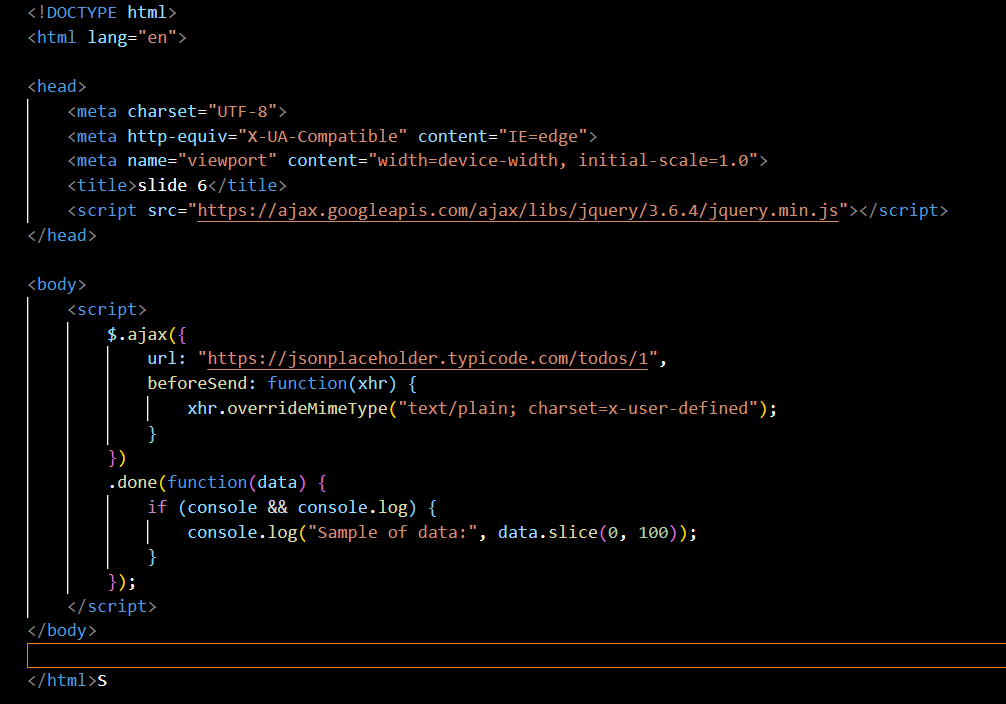 <!DOCTYPE html>
<html lang="en">
<head>
<meta charset="UTF-8">
<meta http-equiv="X-UA-Compatible" content="IE=edge">
<meta name="viewport" content="width=device-width, initial-scale=1.0">
<title>slide 6</title>
<script src="https://ajax.googleapis.com/ajax/libs/jquery/3.6.4/jquery.min.js"></script>
</head>
<body>
<script>
$.ajax({
url: "https://jsonplaceholder.typicode.com/todos/1",
beforeSend: function(xhr) {
xhr.overrideMimeType("text/plain; charset=x-user-defined");
}
})
.done(function(data) {
if (console && console.log) {
console.log("Sample of data:", data.slice(0, 100));
}
});
</script>
</body>
</html>S